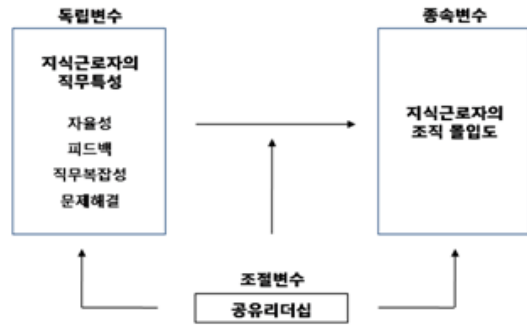 독립변수
종속변수
지식근로자의
직무특성
자율성
피드백
직무복잡성
문제해결
지식근로자의
조직 몰입도
조절변수
공유리더십